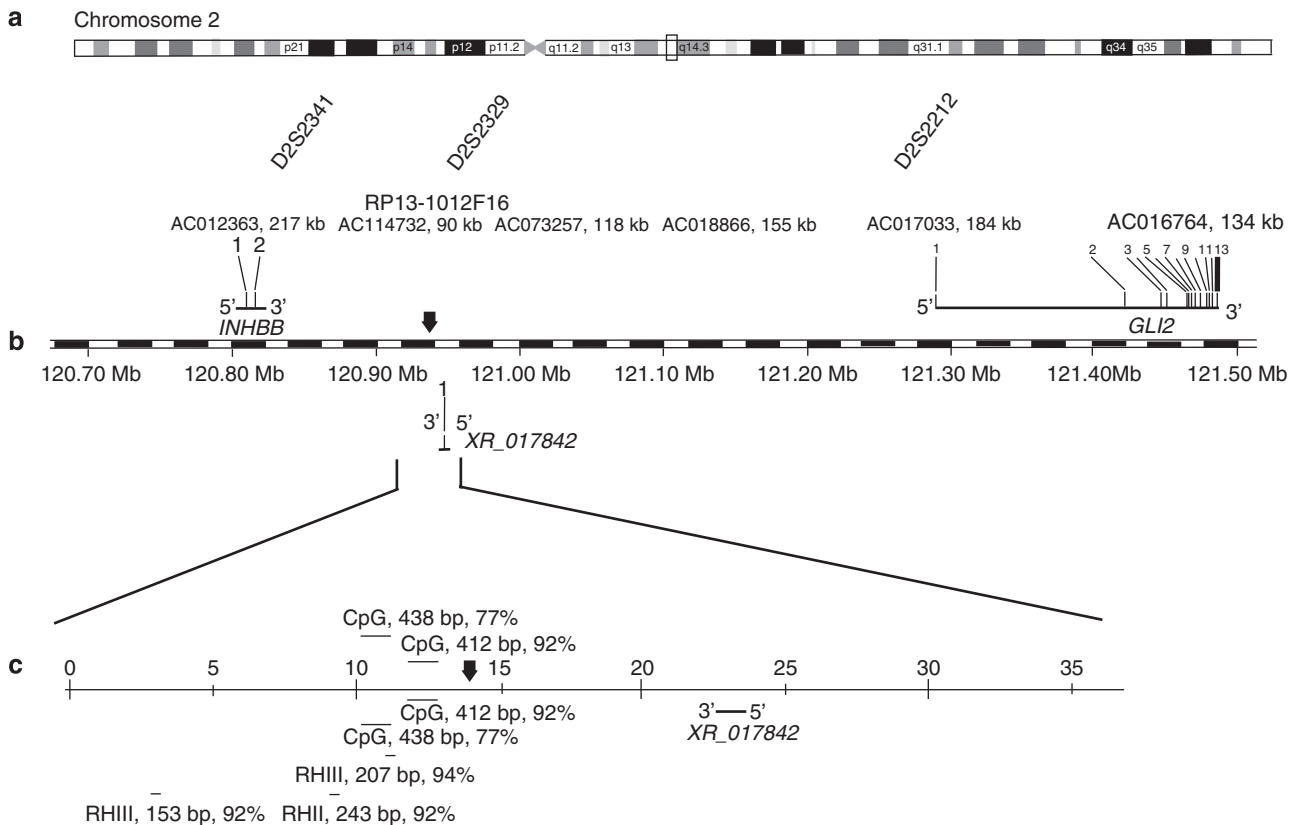 a Chromosome 2
p21 p14 p12 p11.2 q11.2 q13 q14.3 q31.1 q34 q35
D2S2341 D2S2329 D2S2212
RP13-1012F16
AC012363, 217 kb AC114732, 90 kb AC073257, 118 kb AC018866, 155 kb AC017033, 184 kb AC016764, 134 kb
1 2 1 2 3 5 7 9 11 13
5’ 3’ 5’ 3’
INHBB GLI2
b
120.70 Mb 120.80 Mb 120.90 Mb 121.00 Mb 121.10 Mb 121.20 Mb 121.30 Mb 121.40Mb 121.50 Mb
1
3’ 5’
XR_017842
CpG, 438 bp, 77%
CpG, 412 bp, 92%
c 0 5 10 15 20 25 30 35
CpG, 412 bp, 92% 3’ 5’
CpG, 438 bp, 77% XR_017842
RHIII, 207 bp, 94%
RHIII, 153 bp, 92% RHII, 243 bp, 92%